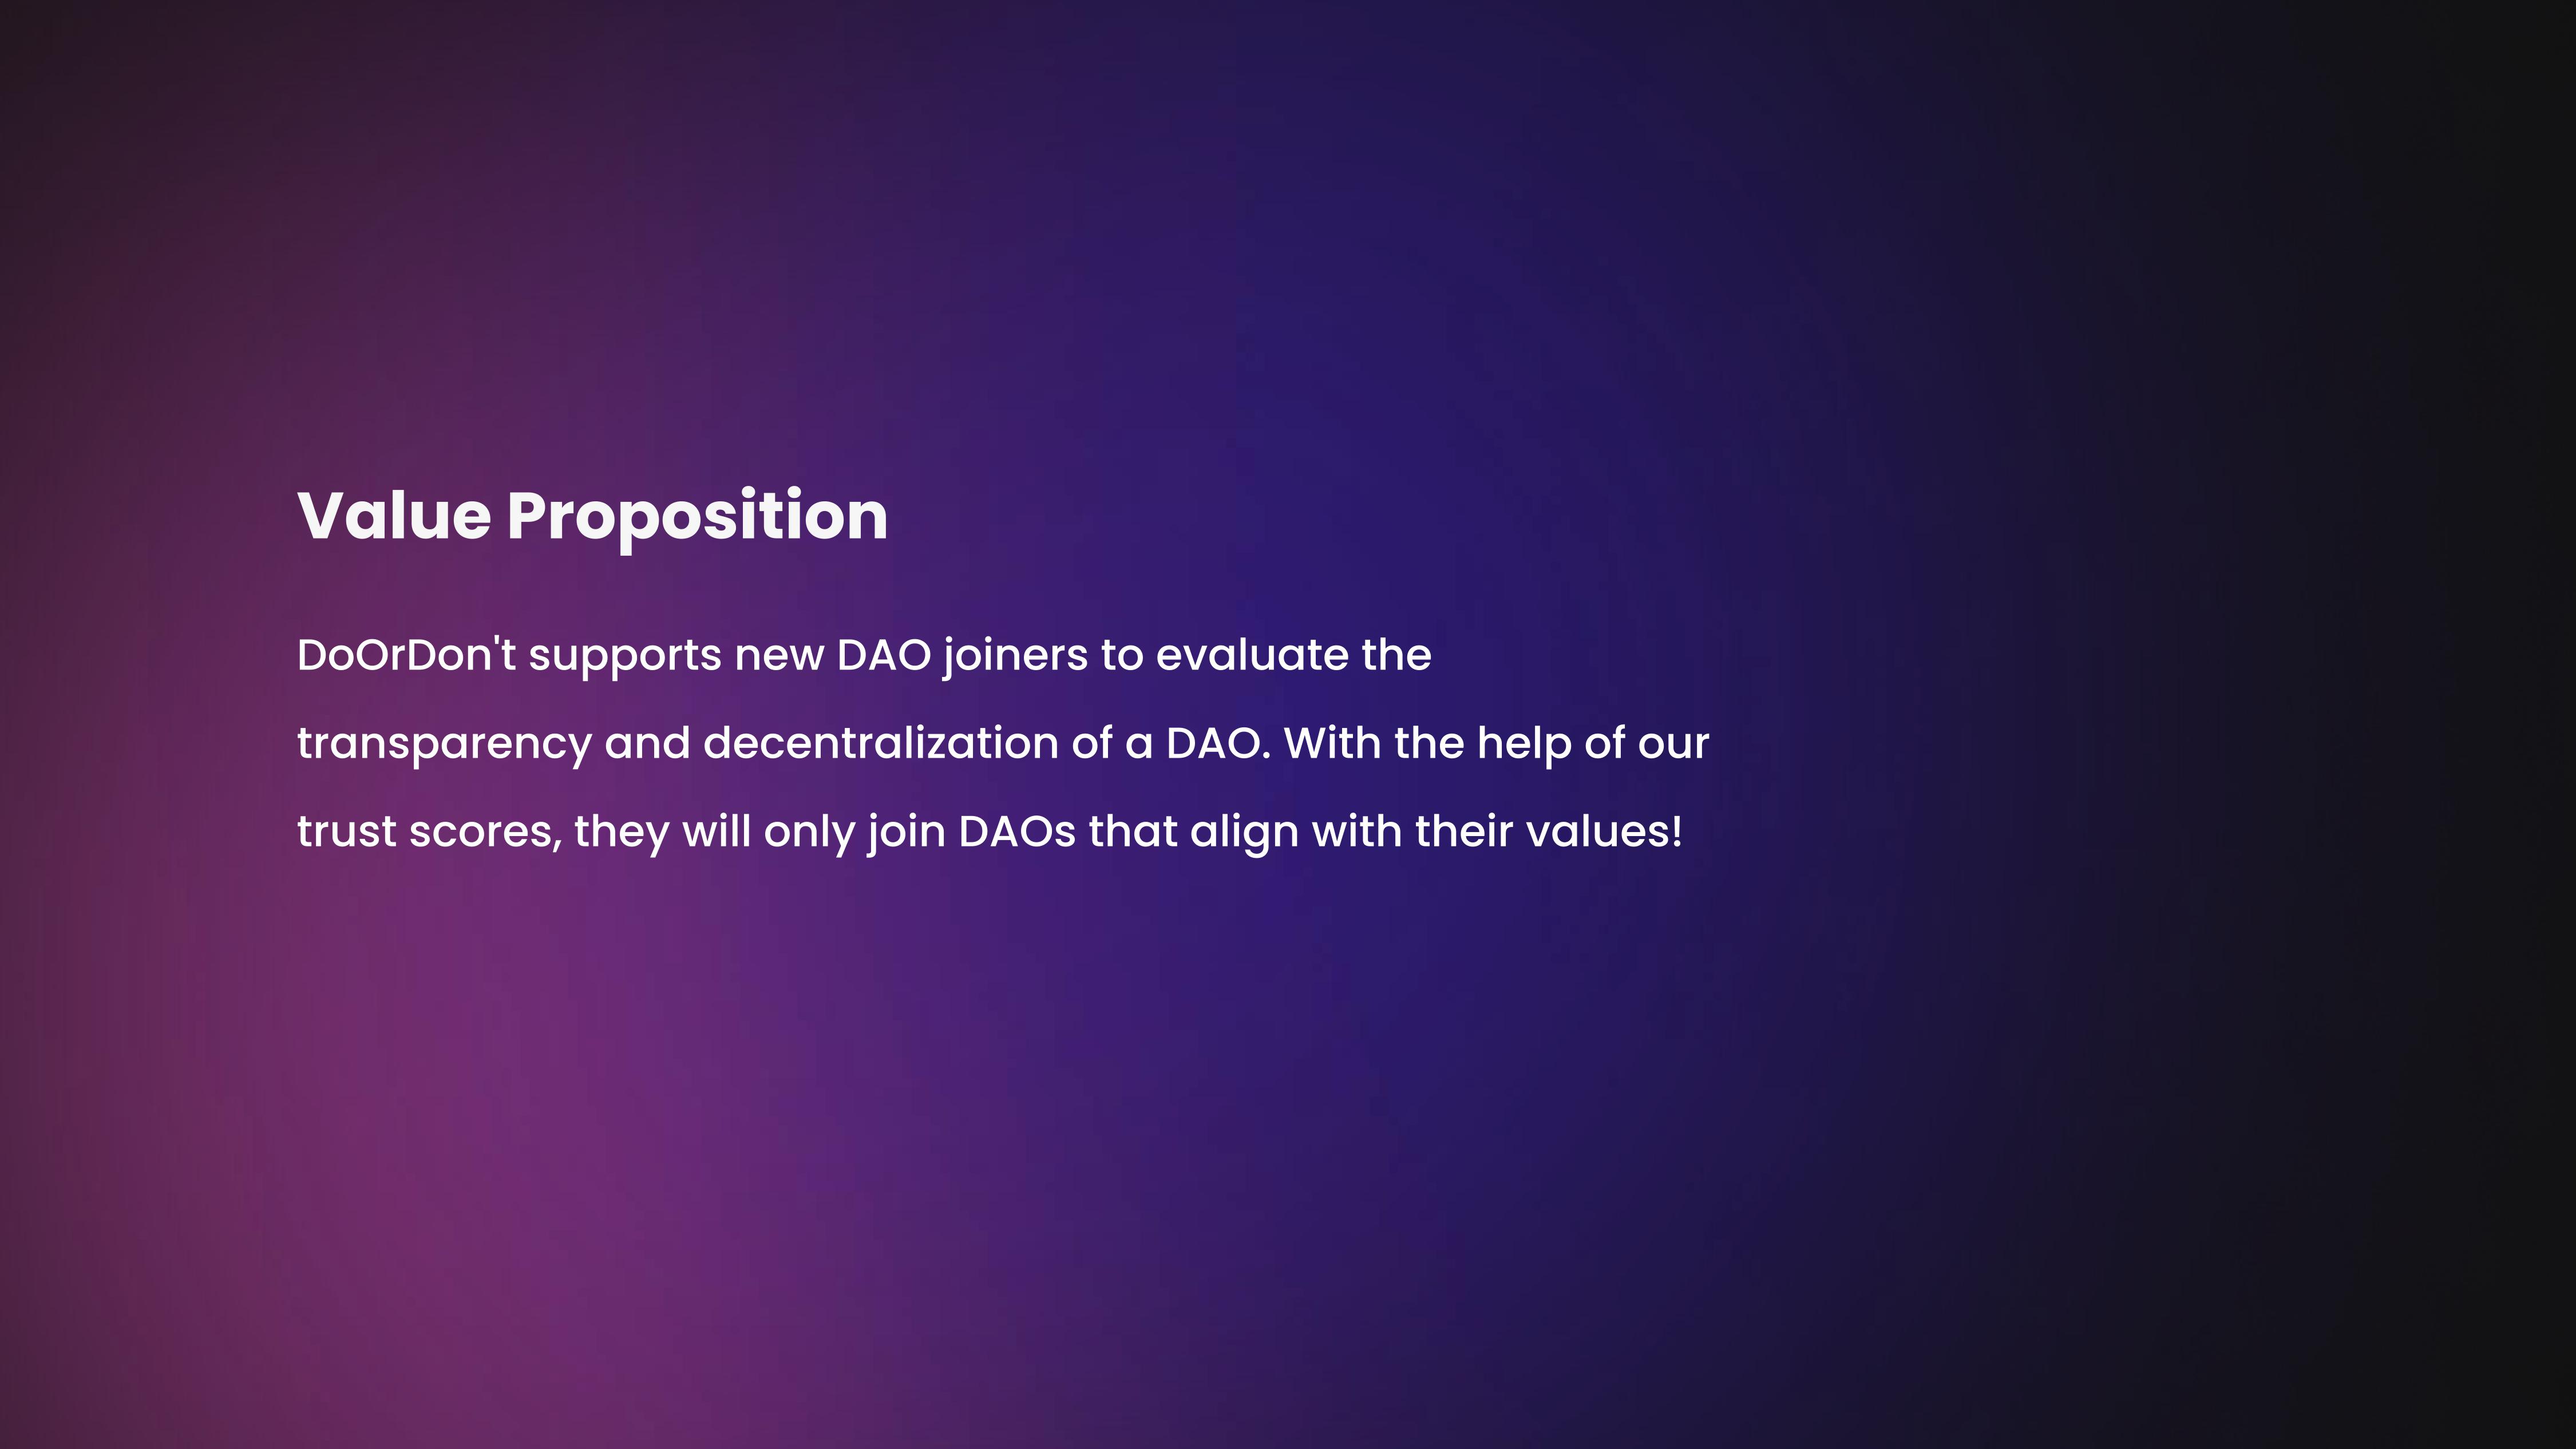 Value Proposition
DoOrDon't supports new DAO joiners to evaluate the
transparency and decentralization of a DAO. With the help of our
trust scores, they will only join DAOs that align with their values!